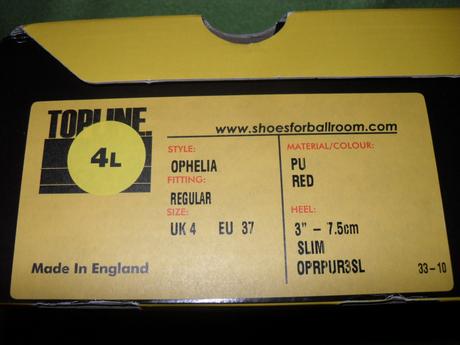 TOPLINE.
4L
www.shoesforballroom.com
STYLE:
OPHELIA
FITTING:
REGULAR
SIZE:
UK 4 EU 37
MATERIAL/COLOUR:
PU
RED
HEEL:
3" - 7.5cm
SLIM
OPRPUR3SL
Made In England
33-10